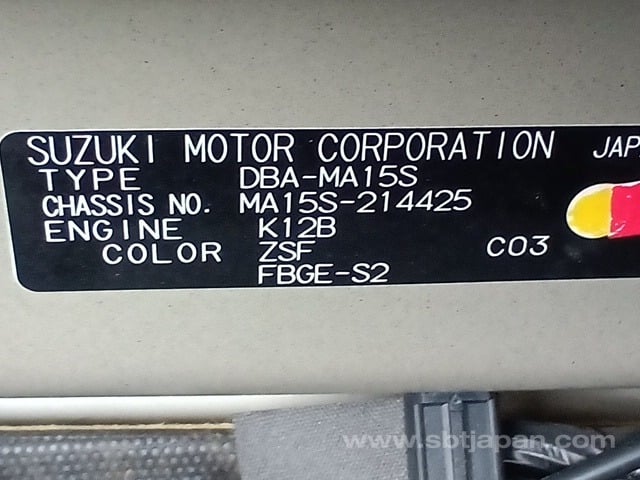 SUZUKI MOTOR CORPORATION JAP
TYPE DBA-MA15S
CHASSIS NO. MA15S-214425
ENGINE K12B
COLOR ZSF C03
FBGE-S2
www.sbtjapan.com